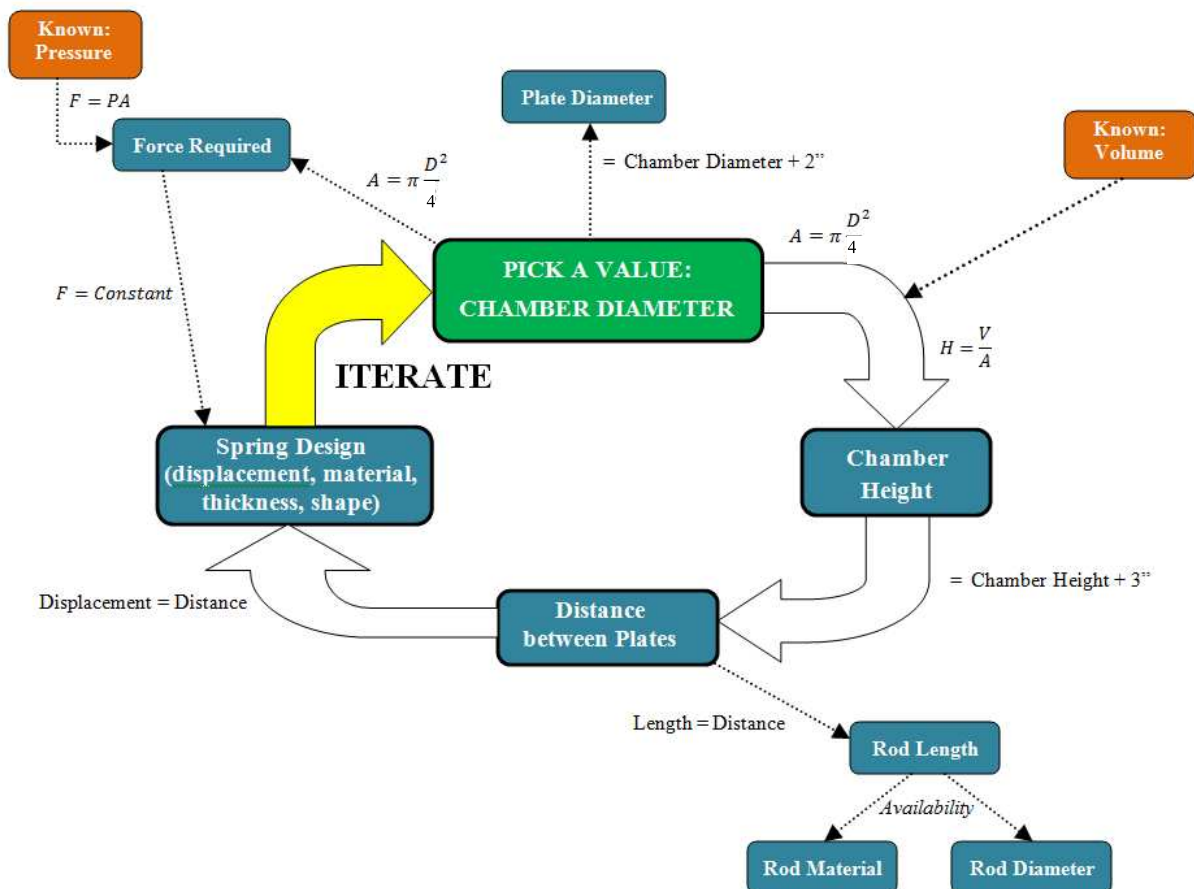 Known:
Pressure
F = PA
Force Required
Plate Diameter
Known:
Volume
= Chamber Diameter + 2”
A = π D²/4
A = π D²/4
PICK A VALUE:
CHAMBER DIAMETER
F = Constant
H = V/A
ITERATE
Spring Design
(displacement, material,
thickness, shape)
Chamber
Height
= Chamber Height + 3”
Displacement = Distance
Distance
between Plates
Length = Distance
Rod Length
Availability
Rod Material
Rod Diameter